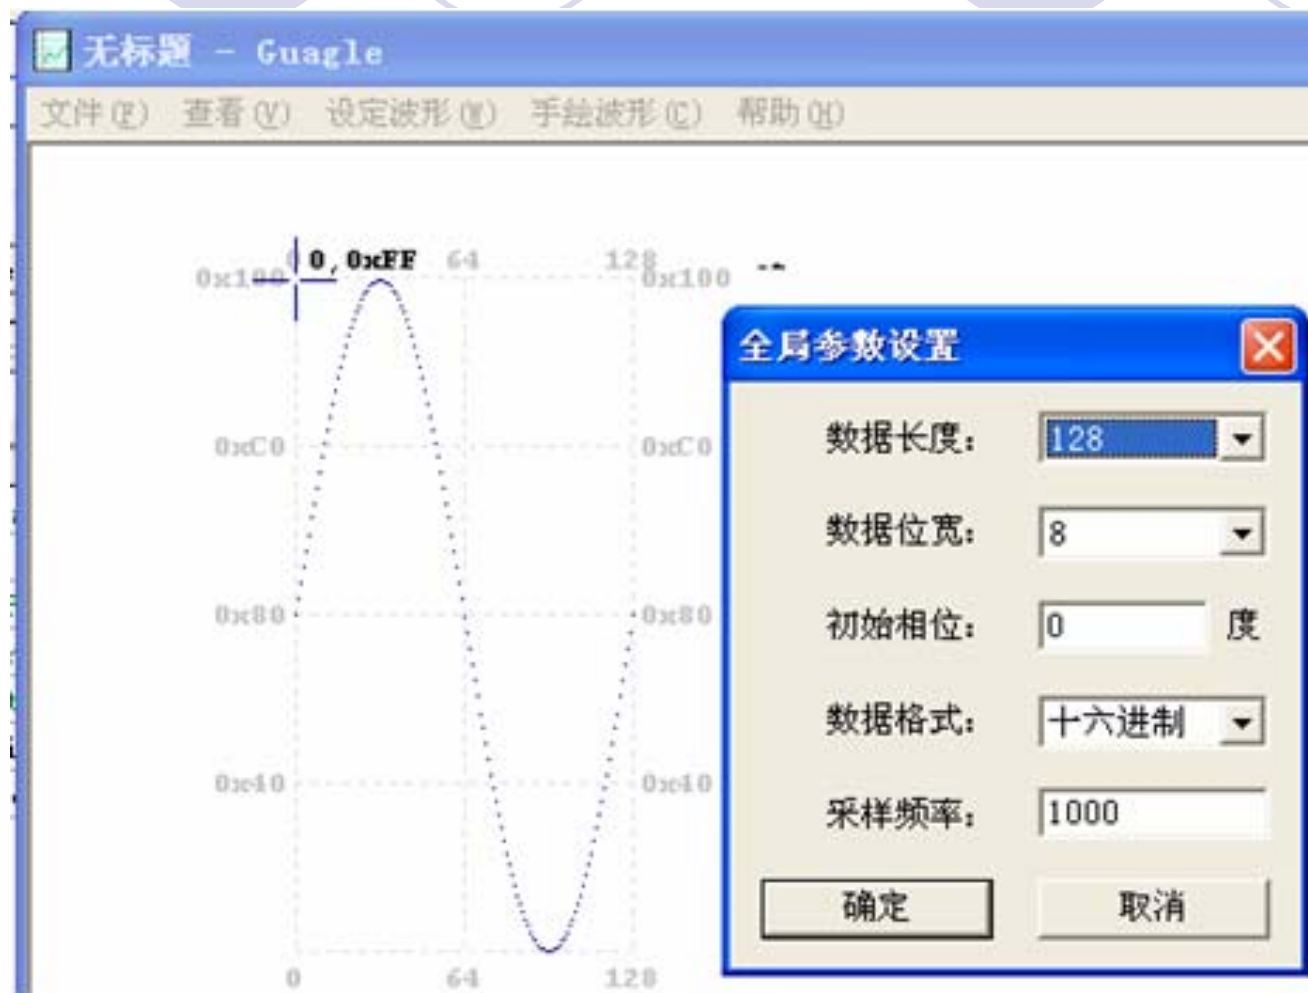 无标题 - Guagle
文件(F) 查看(V) 设定波形(W) 手绘波形(C) 帮助(H)
0,0xFF 64 128
0x100 0x100
0xC0 0xC0
0x80 0x80
0x40 0x40
0 64 128
全局参数设置
数据长度: 128
数据位宽: 8
初始相位: 0 度
数据格式: 十六进制
采样频率: 1000
确定 取消